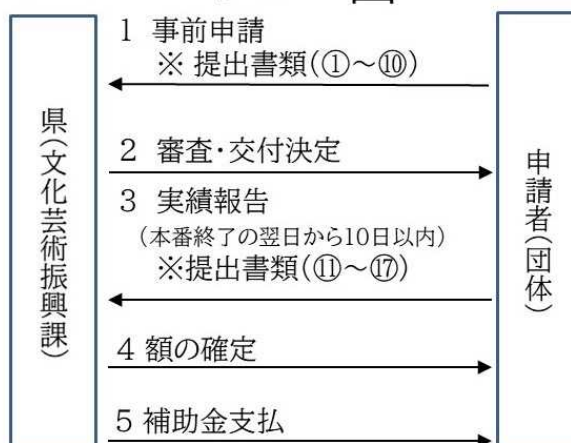 1 事前申請
※ 提出書類(①～⑩)
2 審査・交付決定
3 実績報告
(本番終了の翌日から10日以内)
※提出書類(⑪～⑰)
4 額の確定
5 補助金支払
県(文化芸術振興課)
申請者(団体)